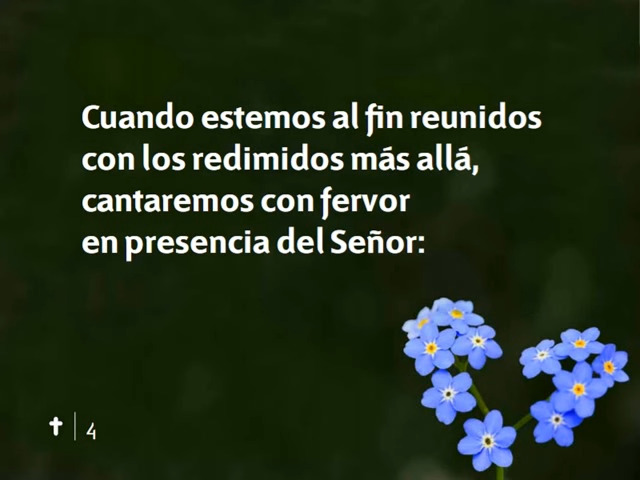 Cuando estemos al fin reunidos
con los redimidos más allá,
cantaremos con fervor
en presencia del Señor:
4